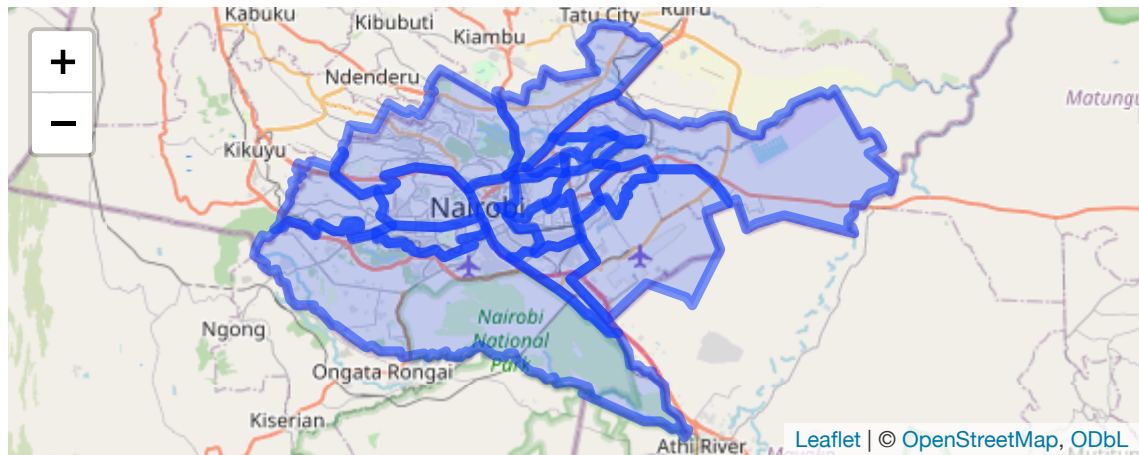 Kabuku
Tatu City
Ruiru
Kibubuti
Kiambu
+
Ndenderu
−
Matungu
Kikuyu
Nairobi
Nairobi
National
Park
Ngong
Ongata Rongai
Kiserian
Athi River
Leaflet | © OpenStreetMap, ODbL